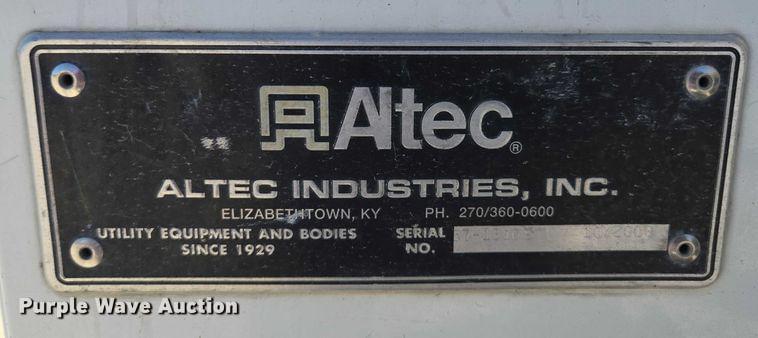 Altec®
ALTEC INDUSTRIES, INC.
ELIZABETHTOWN, KY PH. 270/360-0600
UTILITY EQUIPMENT AND BODIES
SINCE 1929
SERIAL
NO.
Purple Wave Auction